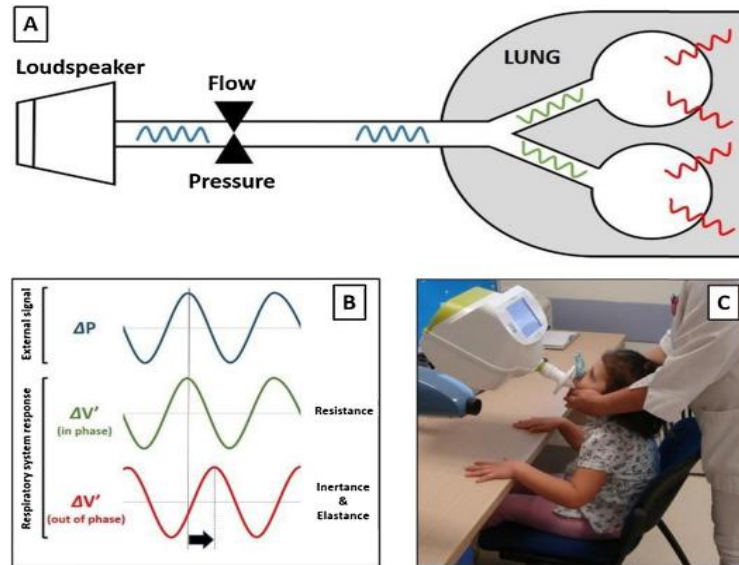 A
Loudspeaker
Flow
Pressure
LUNG
B
External signal
ΔP
Respiratory system response
ΔV’
(in phase)
Resistance
ΔV’
(out of phase)
Inertance
&
Elastance
C